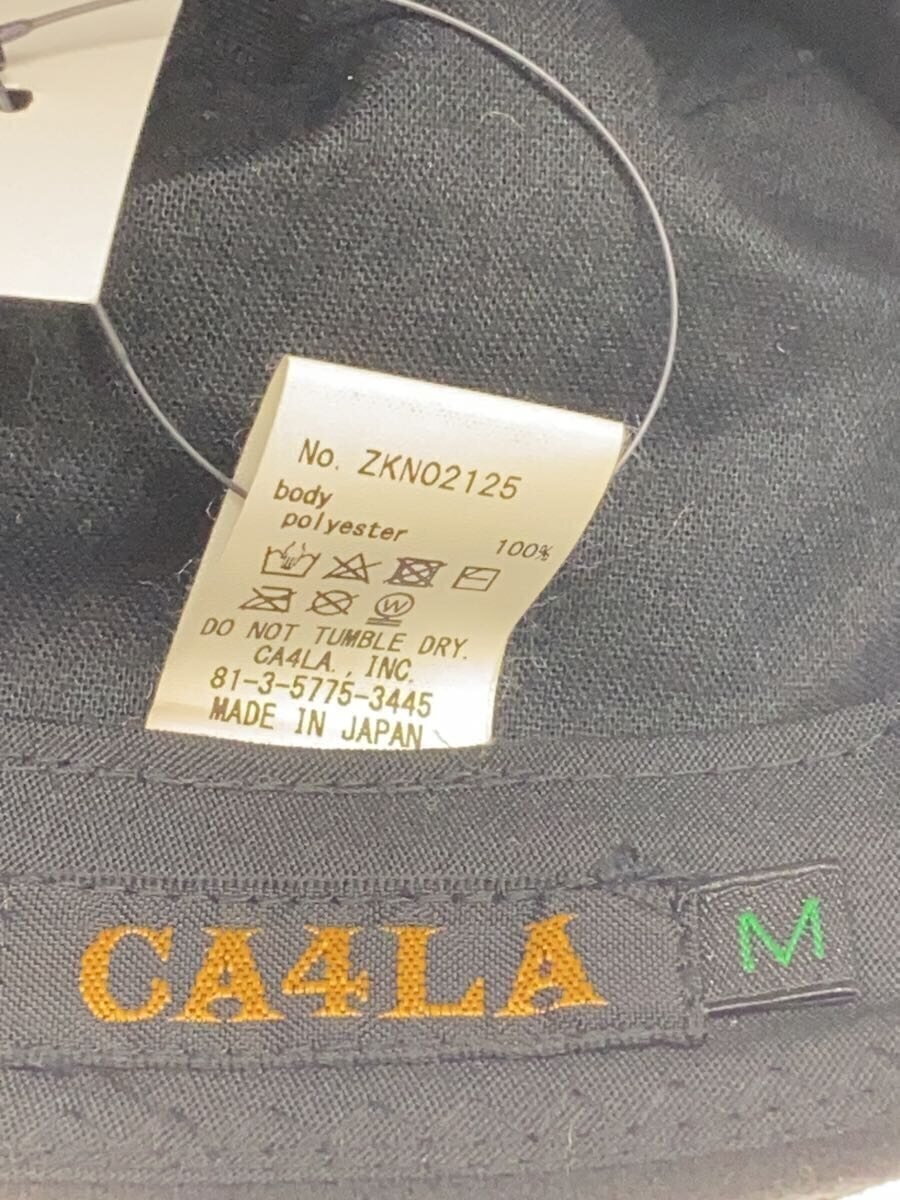 No. ZKN02125
body
polyester 100%
W
DO NOT TUMBLE DRY.
CA4LA., INC.
81-3-5775-3445
MADE IN JAPAN
CA4LA M